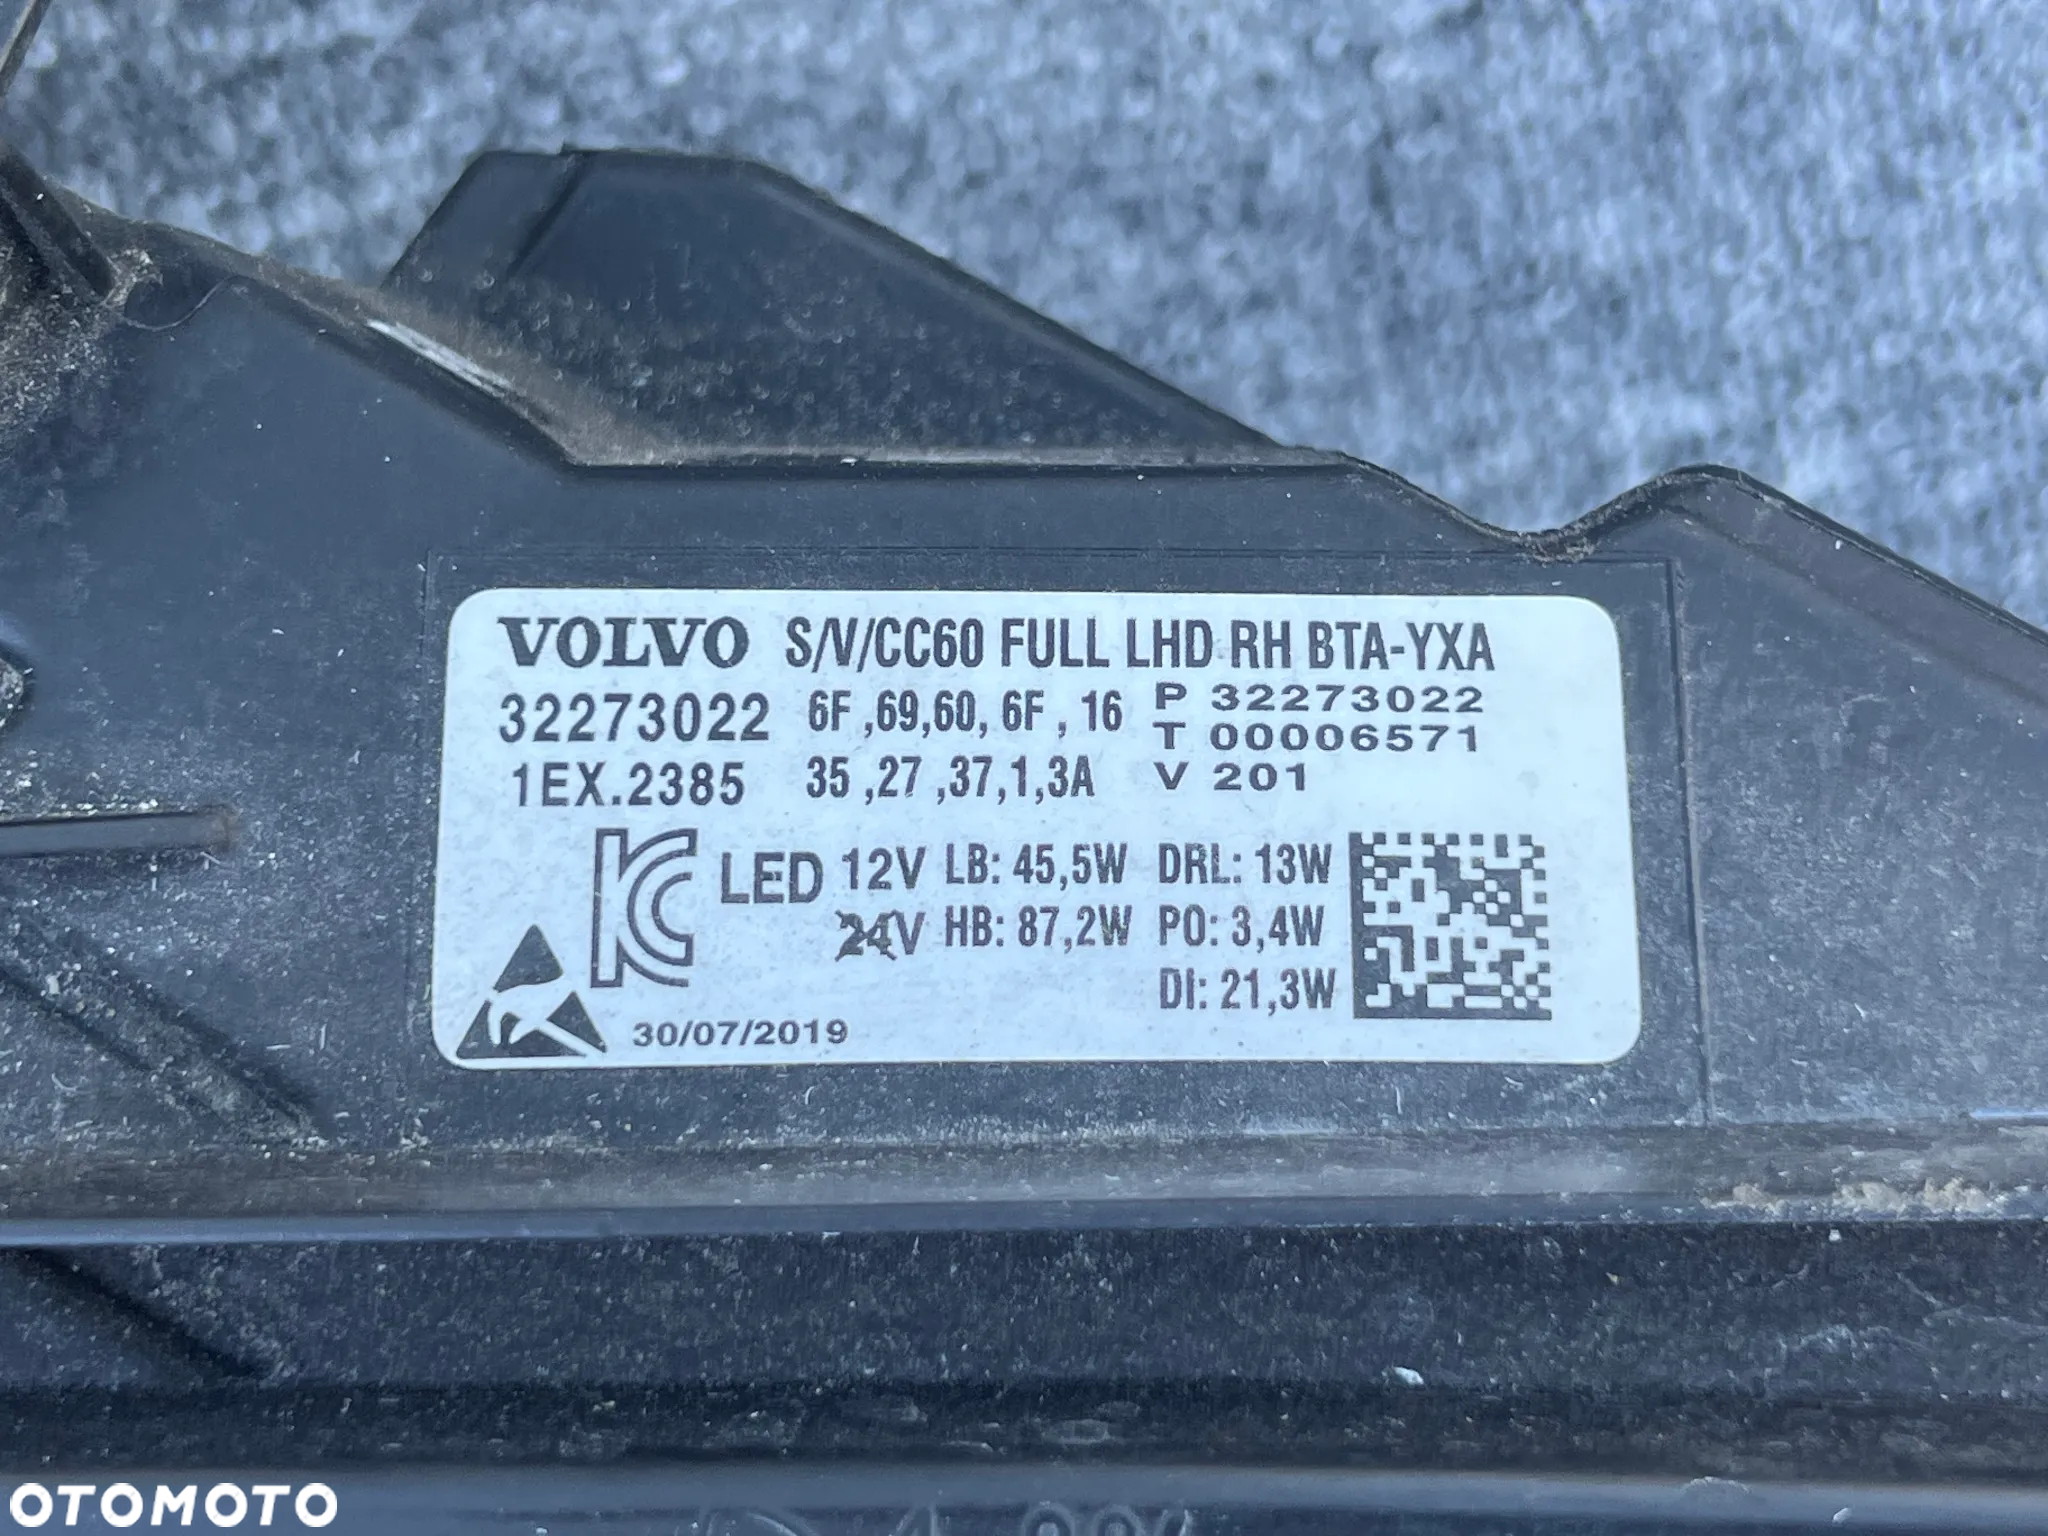 VOLVO S/V/CC60 FULL LHD RH BTA-YXA
32273022 6F ,69,60, 6F , 16 P 32273022
T 00006571
1EX.2385 35 ,27 ,37,1,3A V 201
LED 12V LB: 45,5W DRL: 13W
24V HB: 87,2W PO: 3,4W
DI: 21,3W
30/07/2019
OTOMOTO